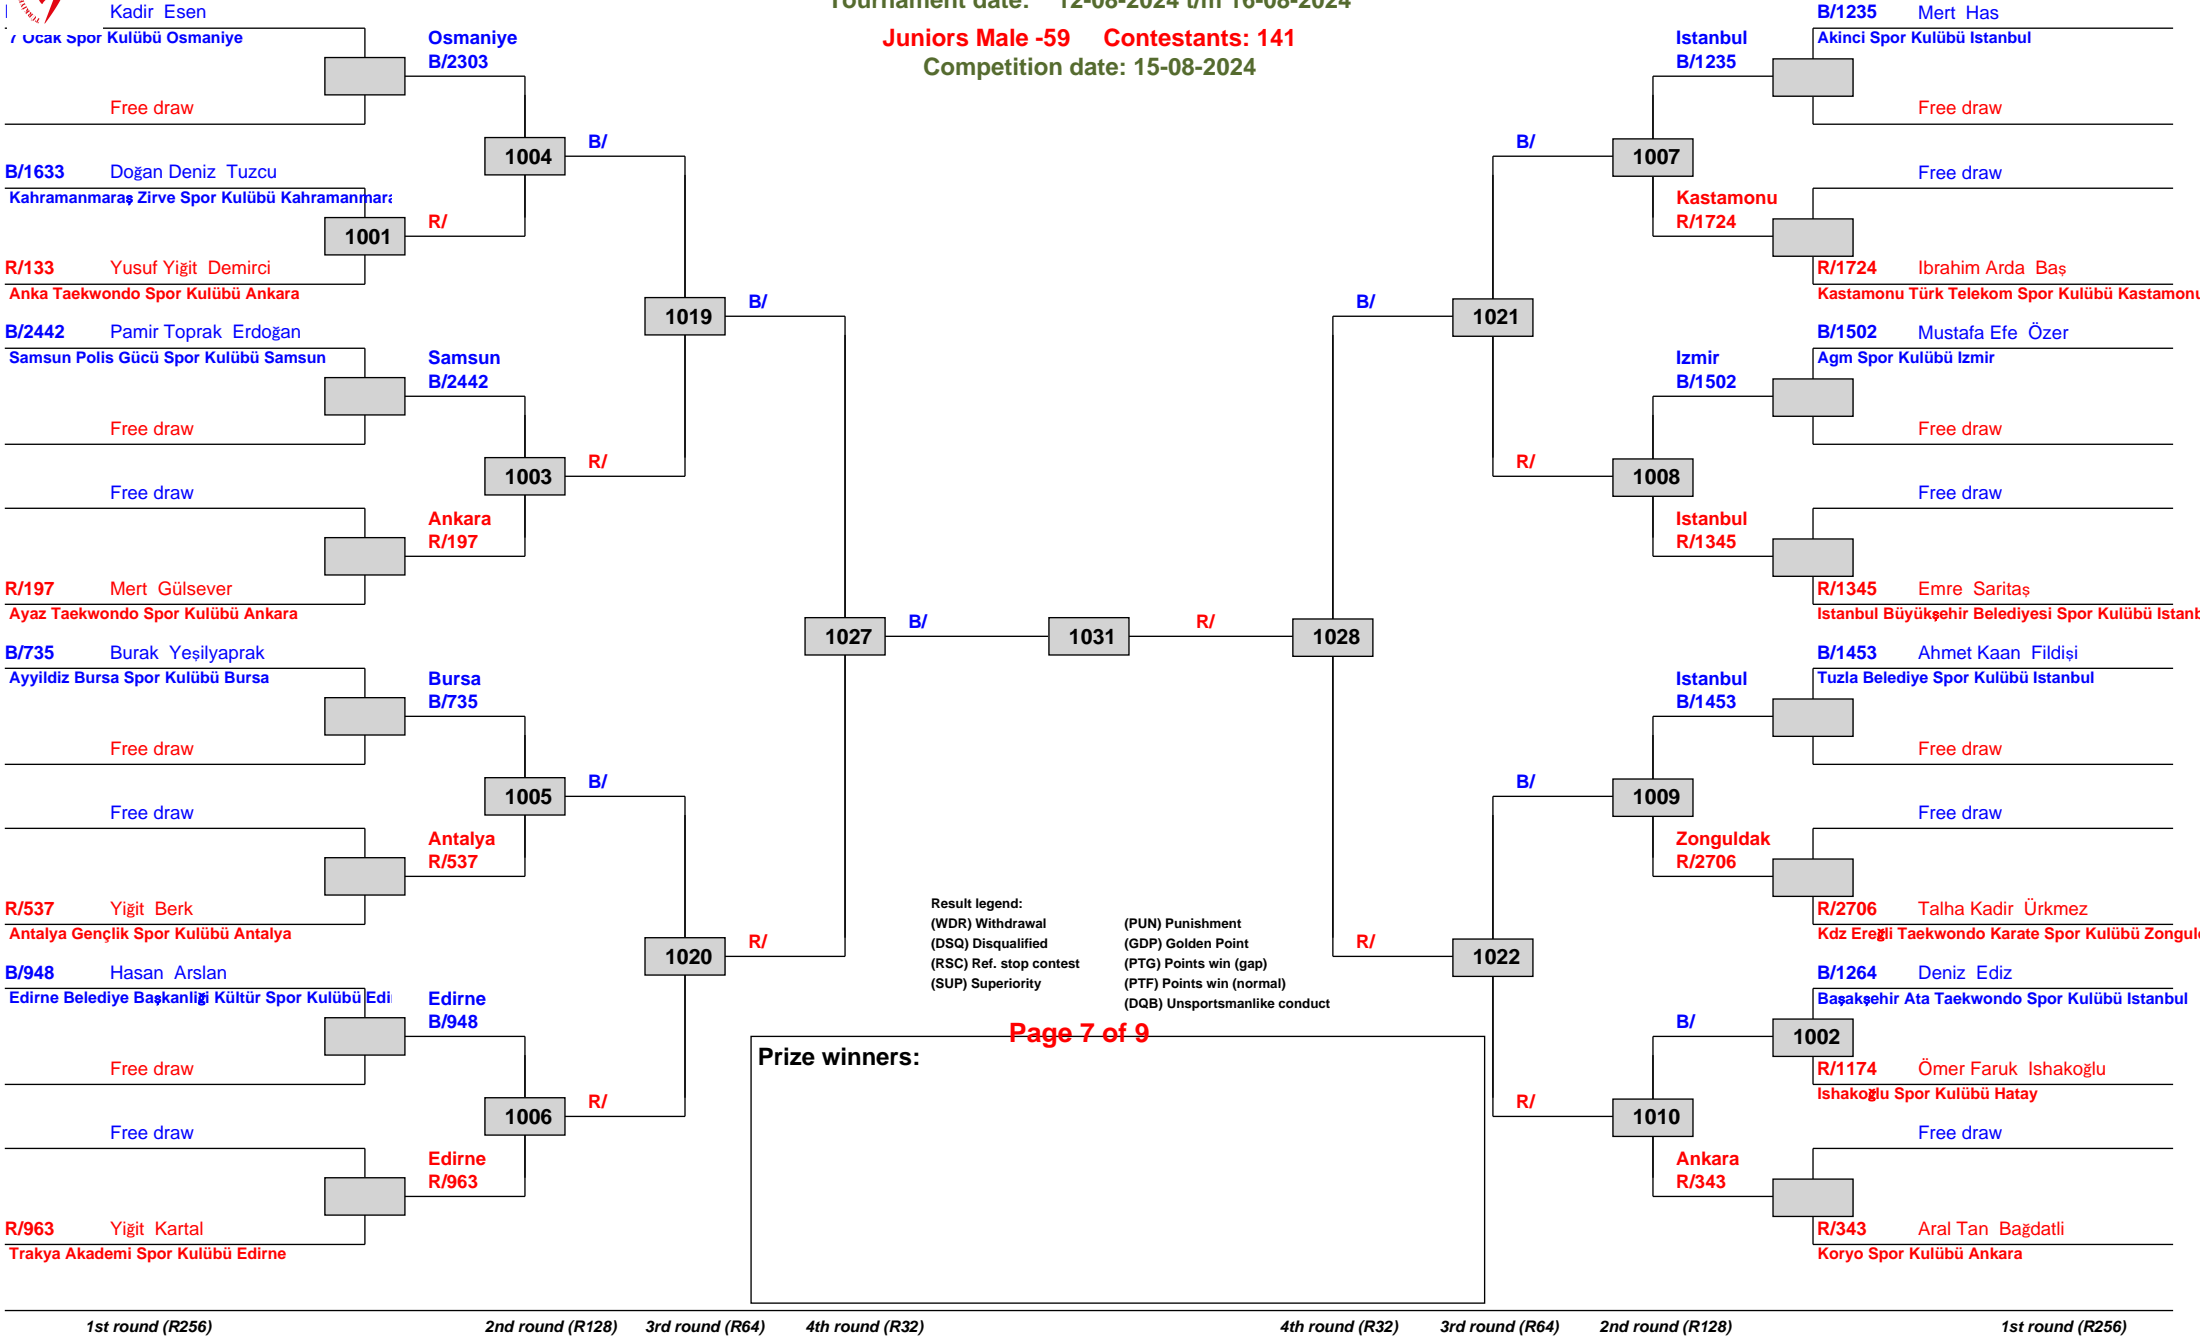 Tournament date: 12-08-2024 t/m 16-08-2024
Juniors Male -59 Contestants: 141
Competition date: 15-08-2024
Kadir Esen
7 Ocak Spor Kulübü Osmaniye
Free draw
Osmaniye
B/2303
B/1633 Doğan Deniz Tuzcu
Kahramanmaraş Zirve Spor Kulübü Kahramanmara
1001
R/133 Yusuf Yiğit Demirci
Anka Taekwondo Spor Kulübü Ankara
R/
1004
B/
B/2442 Pamir Toprak Erdoğan
Samsun Polis Gücü Spor Kulübü Samsun
Free draw
Samsun
B/2442
Free draw
R/197 Mert Gülsever
Ayaz Taekwondo Spor Kulübü Ankara
Ankara
R/197
1003
R/
1019
B/
B/735 Burak Yeşilyaprak
Ayyildiz Bursa Spor Kulübü Bursa
Free draw
Bursa
B/735
Free draw
R/537 Yiğit Berk
Antalya Gençlik Spor Kulübü Antalya
Antalya
R/537
1005
B/
B/948 Hasan Arslan
Edirne Belediye Başkanliği Kültür Spor Kulübü Edi
Free draw
Edirne
B/948
Free draw
R/963 Yiğit Kartal
Trakya Akademi Spor Kulübü Edirne
Edirne
R/963
1006
R/
1020
R/
1027
B/
1031
R/
1028
B/1235 Mert Has
Akinci Spor Kulübü Istanbul
Free draw
Istanbul
B/1235
Free draw
R/1724 Ibrahim Arda Baş
Kastamonu Türk Telekom Spor Kulübü Kastamonu
Kastamonu
R/1724
1007
B/
B/1502 Mustafa Efe Özer
Agm Spor Kulübü Izmir
Free draw
Izmir
B/1502
Free draw
R/1345 Emre Saritaş
Istanbul Büyükşehir Belediyesi Spor Kulübü Istanb
Istanbul
R/1345
1008
R/
1021
B/
B/1453 Ahmet Kaan Fildişi
Tuzla Belediye Spor Kulübü Istanbul
Free draw
Istanbul
B/1453
Free draw
R/2706 Talha Kadir Ürkmez
Kdz Ereğli Taekwondo Karate Spor Kulübü Zongul
Zonguldak
R/2706
1009
B/
B/1264 Deniz Ediz
Başakşehir Ata Taekwondo Spor Kulübü Istanbul
1002
R/1174 Ömer Faruk Ishakoğlu
Ishakoğlu Spor Kulübü Hatay
B/
Free draw
R/343 Aral Tan Bağdatli
Koryo Spor Kulübü Ankara
Ankara
R/343
1010
R/
1022
R/
Result legend:
(WDR) Withdrawal (PUN) Punishment
(DSQ) Disqualified (GDP) Golden Point
(RSC) Ref. stop contest (PTG) Points win (gap)
(SUP) Superiority (PTF) Points win (normal)
(DQB) Unsportsmanlike conduct
Page 7 of 9
Prize winners:
1st round (R256) 2nd round (R128) 3rd round (R64) 4th round (R32) 4th round (R32) 3rd round (R64) 2nd round (R128) 1st round (R256)